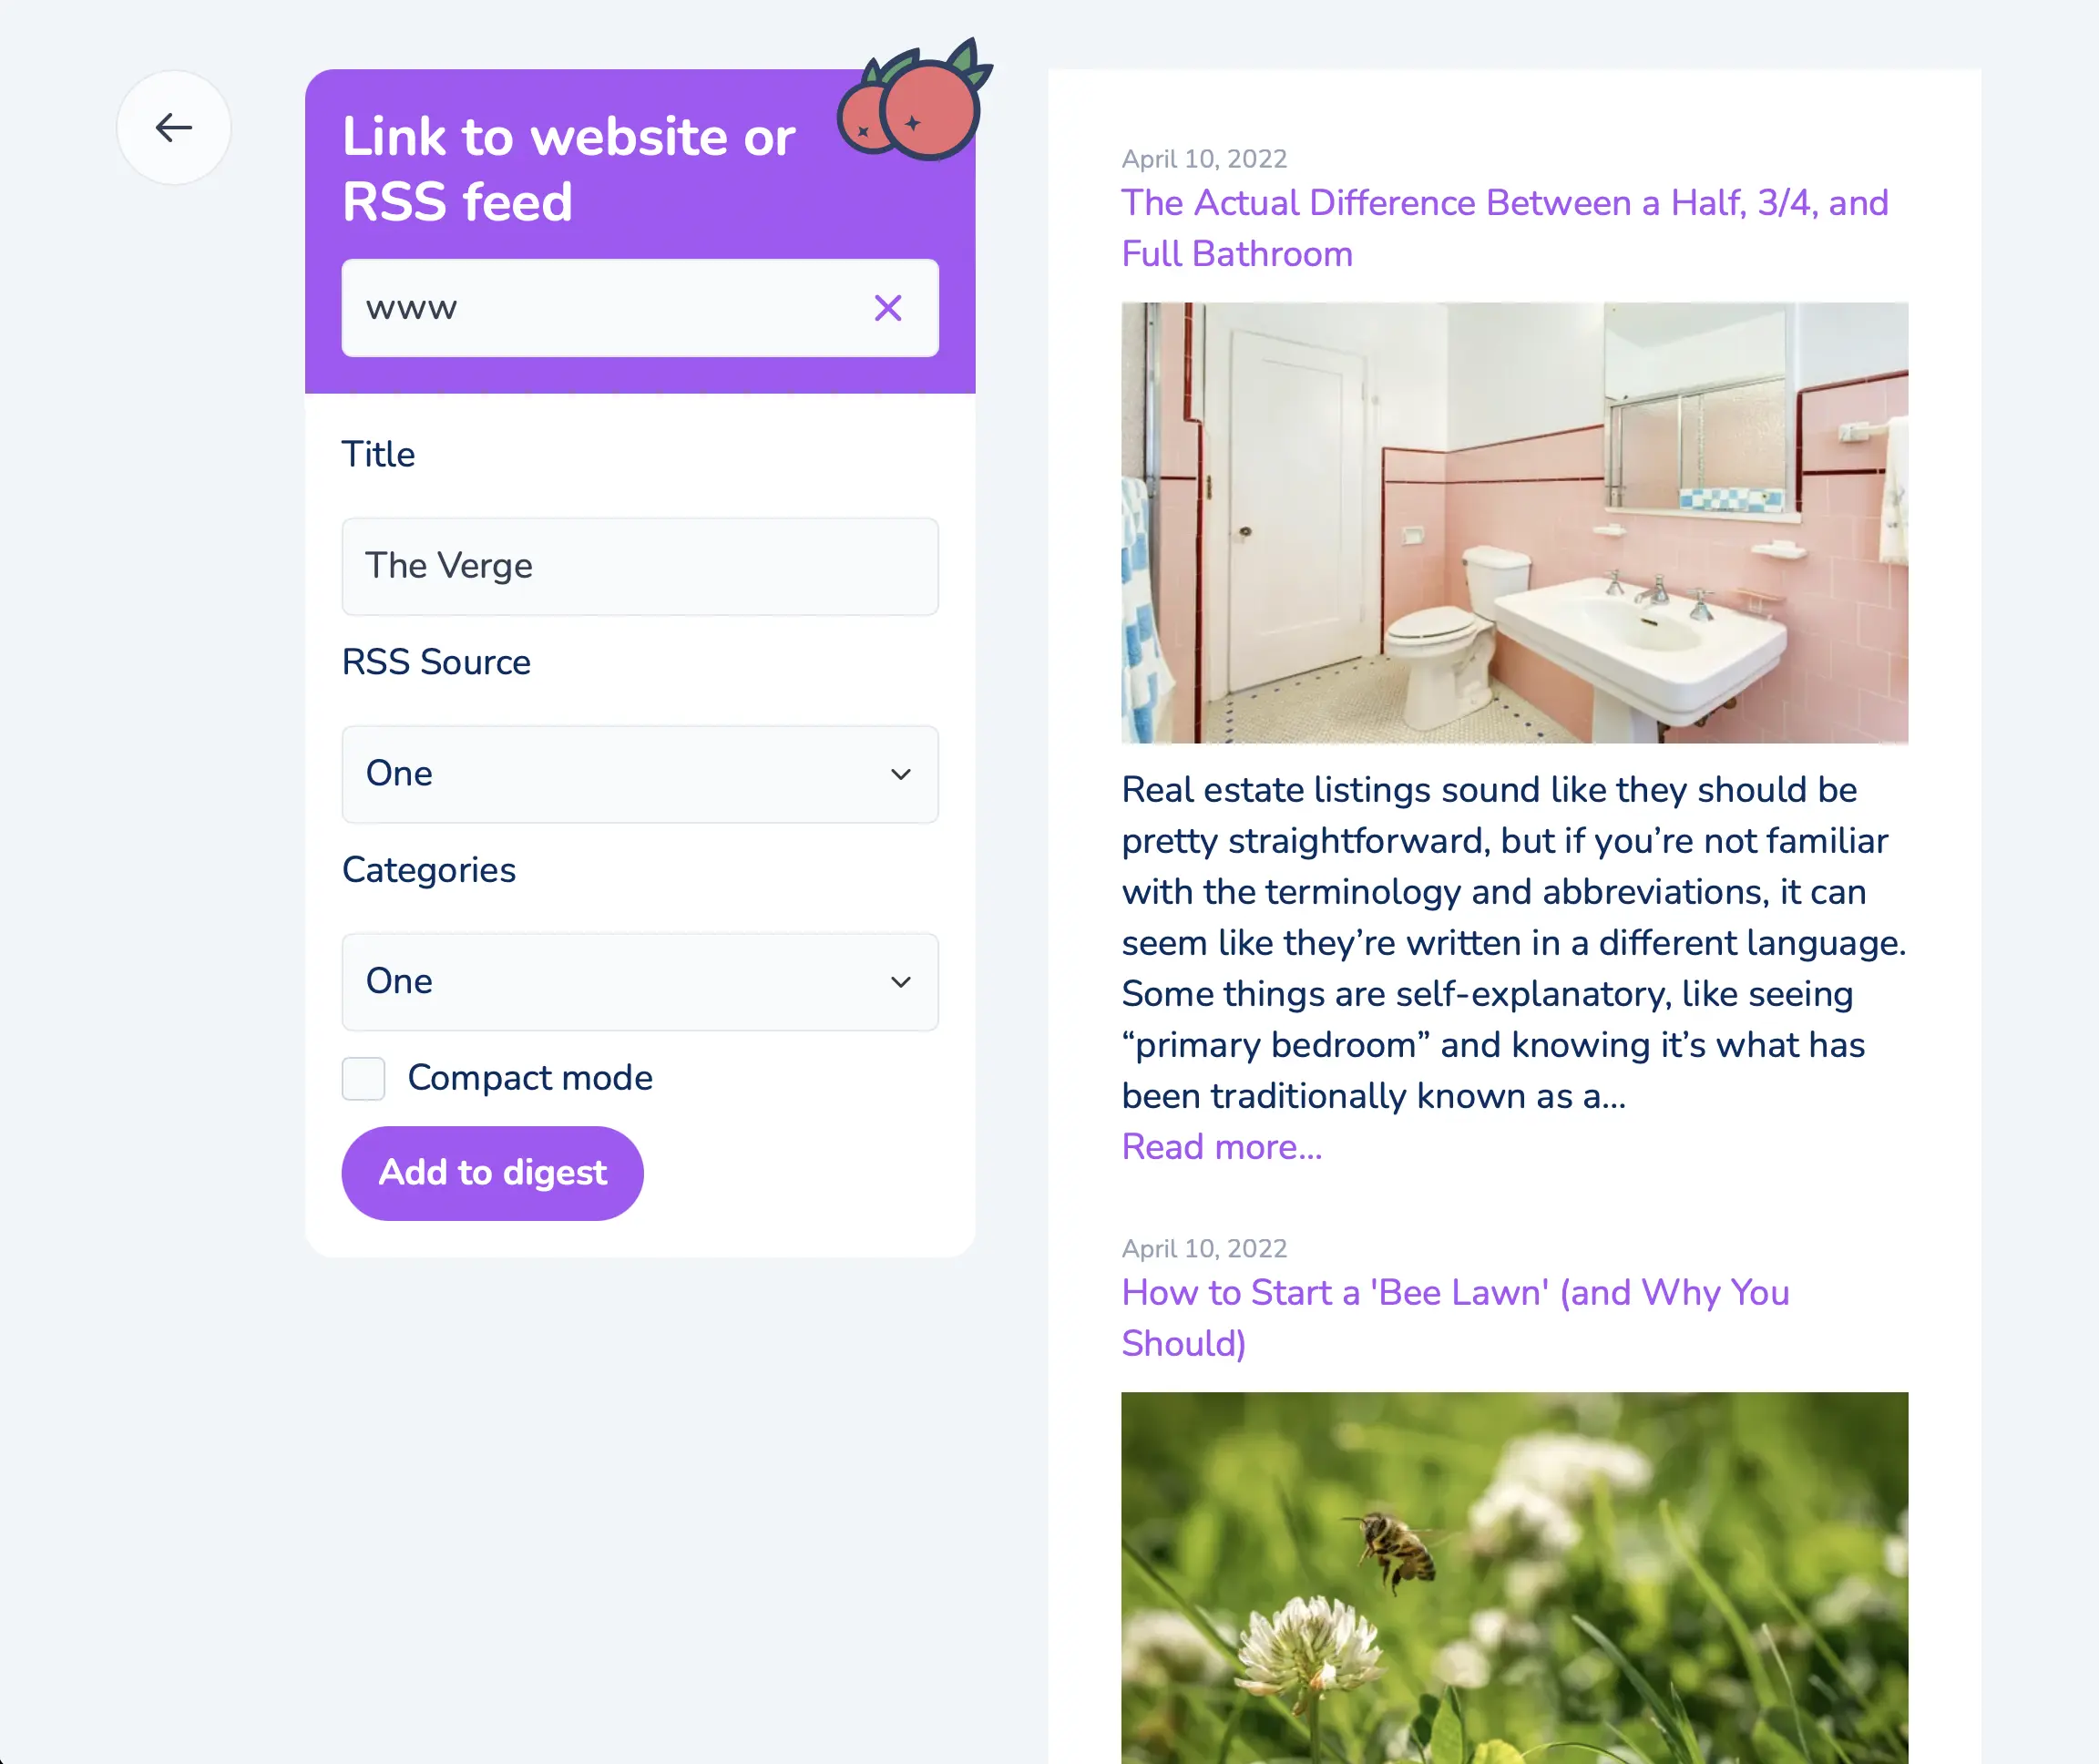 Link to website or
RSS feed
www
Title
The Verge
RSS Source
One
Categories
One
Compact mode
Add to digest
April 10, 2022
The Actual Difference Between a Half, 3/4, and
Full Bathroom
Real estate listings sound like they should be
pretty straightforward, but if you’re not familiar
with the terminology and abbreviations, it can
seem like they’re written in a different language.
Some things are self-explanatory, like seeing
“primary bedroom” and knowing it’s what has
been traditionally known as a...
Read more...
April 10, 2022
How to Start a 'Bee Lawn' (and Why You
Should)